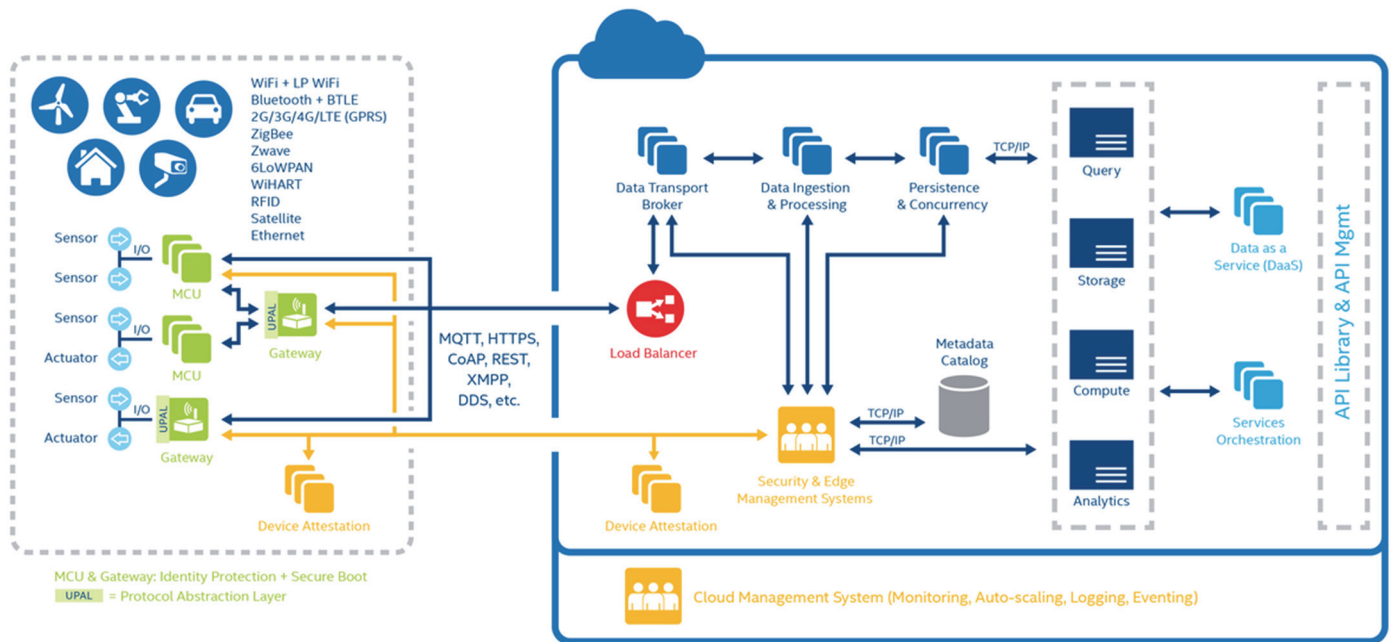 WiFi + LP WiFi
Bluetooth + BTLE
2G/3G/4G/LTE (GPRS)
ZigBee
Zwave
6LoWPAN
WiHART
RFID
Satellite
Ethernet
Sensor
I/O
Sensor
MCU
Sensor
I/O
Actuator
MCU
UPAL
Gateway
Sensor
I/O
Actuator
UPAL
Gateway
Device Attestation
MCU & Gateway: Identity Protection + Secure Boot
UPAL = Protocol Abstraction Layer
MQTT, HTTPS,
CoAP, REST,
XMPP,
DDS, etc.
Data Transport
Broker
Data Ingestion
& Processing
Persistence
& Concurrency
TCP/IP
Load Balancer
Metadata
Catalog
TCP/IP
TCP/IP
Security & Edge
Management Systems
Device Attestation
Query
Storage
Compute
Analytics
Data as a
Service (DaaS)
Services
Orchestration
API Library & API Mgmt
Cloud Management System (Monitoring, Auto-scaling, Logging, Eventing)